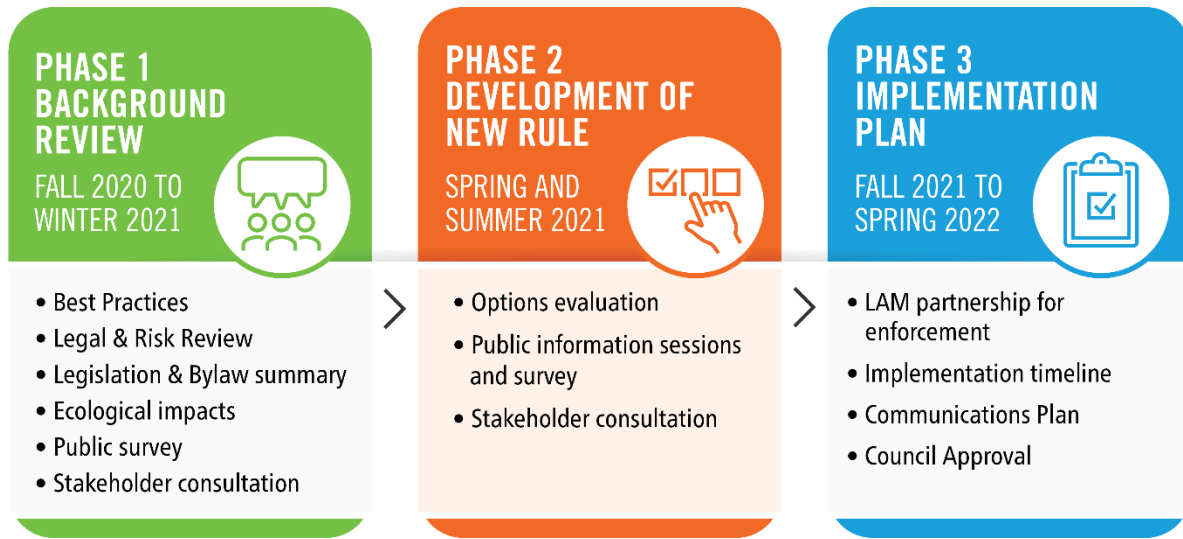 PHASE 1
BACKGROUND
REVIEW
FALL 2020 TO
WINTER 2021
• Best Practices
• Legal & Risk Review
• Legislation & Bylaw summary
• Ecological impacts
• Public survey
• Stakeholder consultation
PHASE 2
DEVELOPMENT OF
NEW RULE
SPRING AND
SUMMER 2021
• Options evaluation
• Public information sessions
and survey
• Stakeholder consultation
PHASE 3
IMPLEMENTATION
PLAN
FALL 2021 TO
SPRING 2022
• LAM partnership for
enforcement
• Implementation timeline
• Communications Plan
• Council Approval